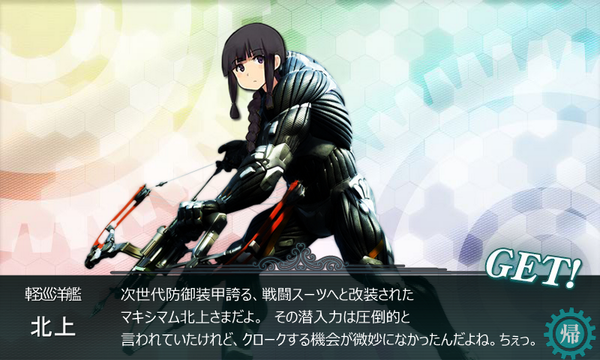 GET!
軽巡洋艦
北上
次世代防御装甲誇る、戦闘スーツへと改装された
マキシマム北上さまだよ。 その潜入力は圧倒的と
言われていたけれど、クロークする機会が微妙になかったんだよね。ちぇっ。
帰